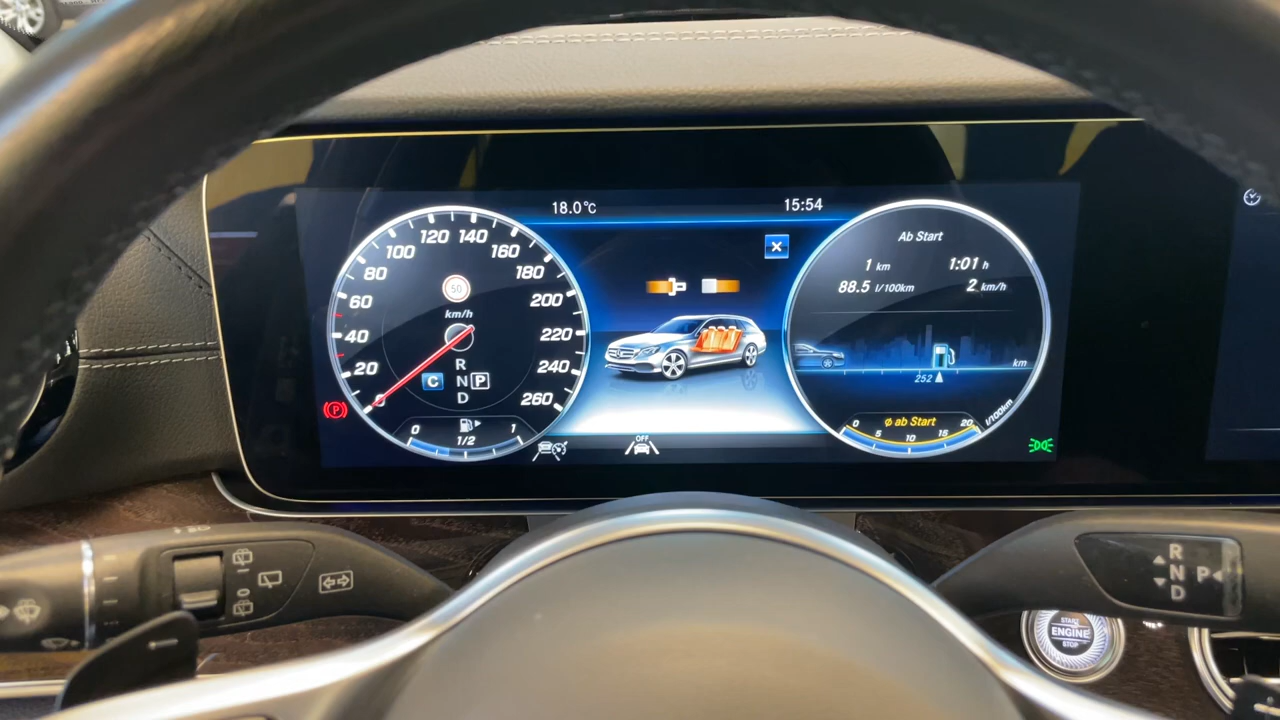 18.0°C
15:54
120 140
100 160
80 180
60 200
40 220
20 240
260
50
km/h
R
C N P
D
0 1
1/2
OFF
Ab Start
1 km 1:01 h
88.5 l/100km 2 km/h
km
252
Ø ab Start
0 5 10 15 20
l/100km
P
R
N P
D
START
ENGINE
STOP